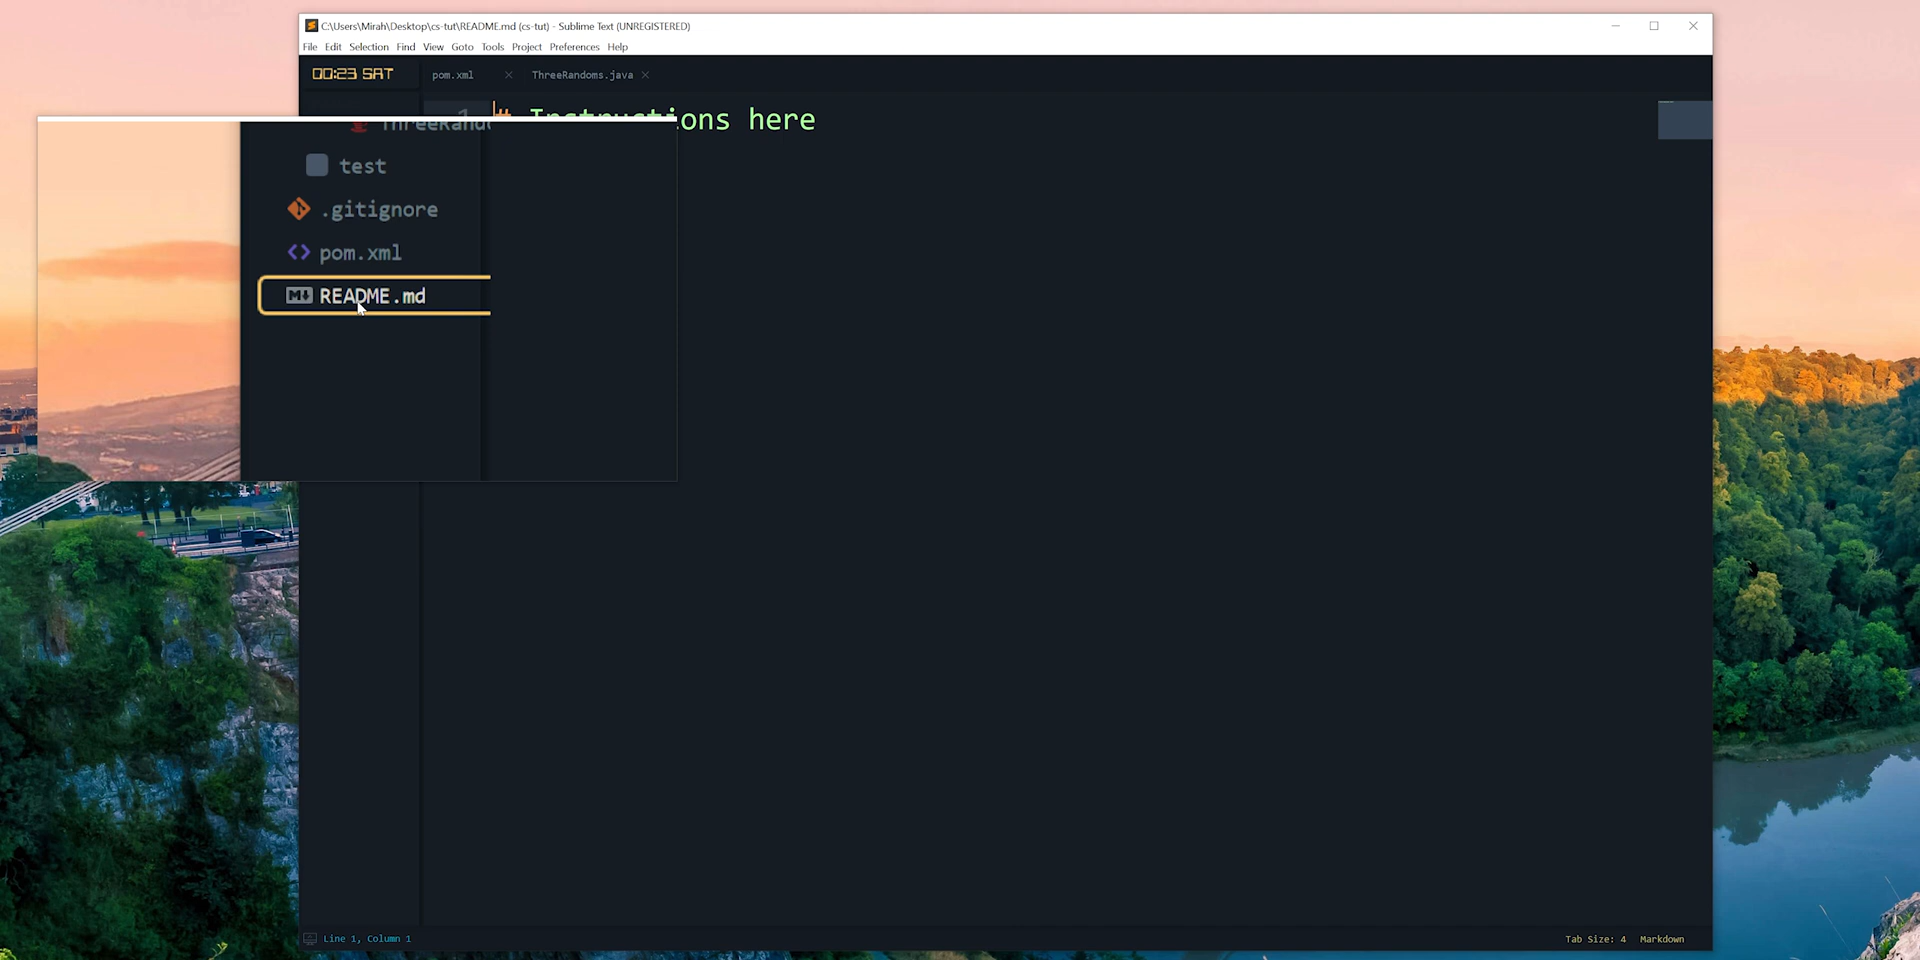 C:\Users\Mirah\Desktop\cs-tut\README.md (cs-tut) - Sublime Text (UNREGISTERED)
File Edit Selection Find View Goto Tools Project Preferences Help
00:23 SAT pom.xml ThreeRandoms.java
1 # Instructions here
test
.gitignore
pom.xml
README.md
Line 1, Column 1 Tab Size: 4 Markdown